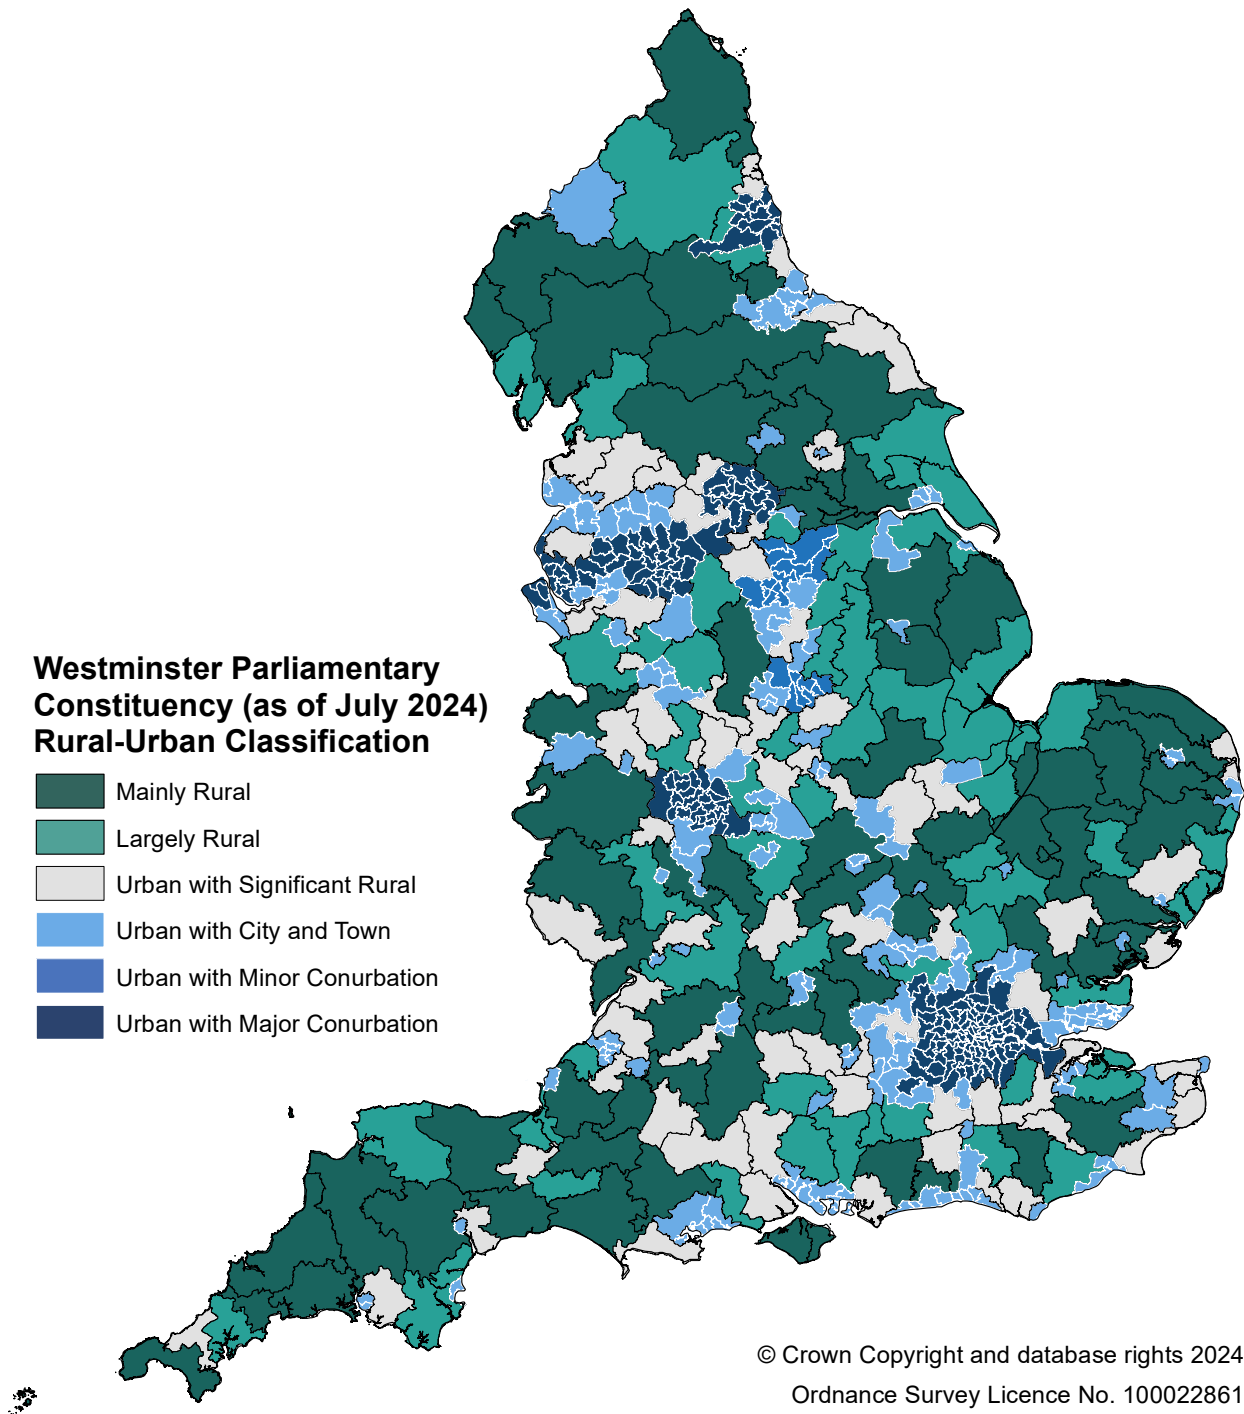 Westminster Parliamentary
Constituency (as of July 2024)
Rural-Urban Classification
Mainly Rural
Largely Rural
Urban with Significant Rural
Urban with City and Town
Urban with Minor Conurbation
Urban with Major Conurbation
© Crown Copyright and database rights 2024
Ordnance Survey Licence No. 100022861